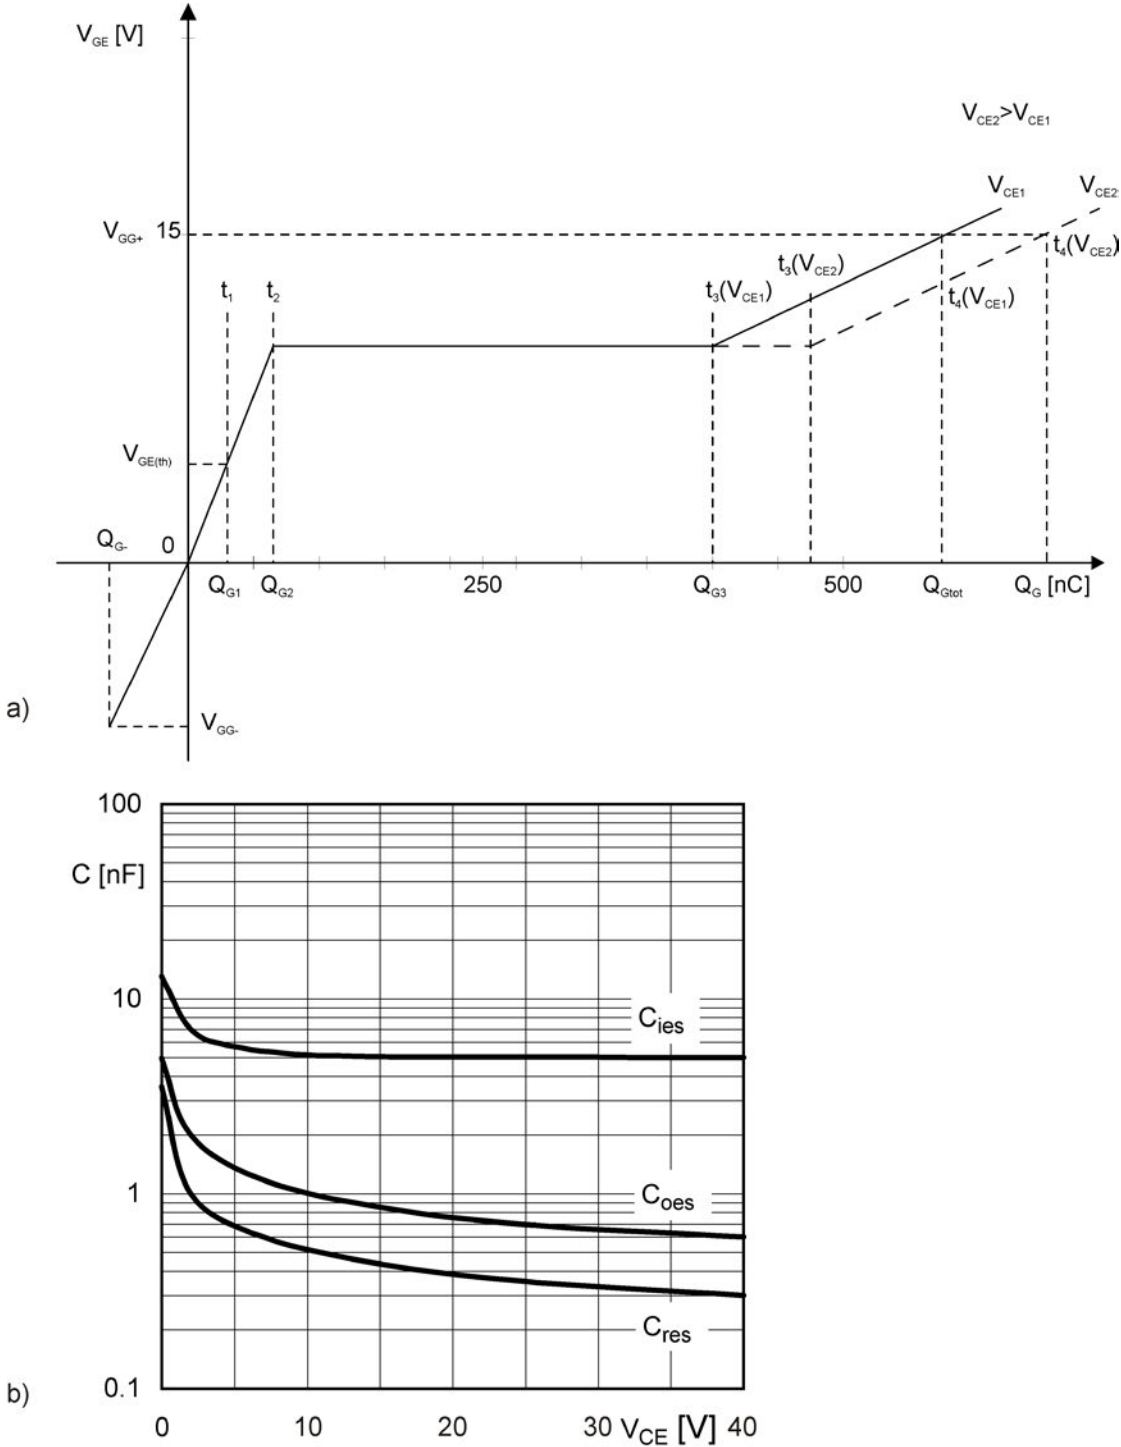 V_GE [V]
V_CE2>V_CE1
V_CE1 V_CE2
V_GG+ 15
t_3(V_CE2) t_4(V_CE2)
t_1 t_2 t_3(V_CE1) t_4(V_CE1)
V_GE(th)
Q_G- 0
Q_G1 Q_G2 250 Q_G3 500 Q_Gtot Q_G [nC]
a) V_GG-
100
C [nF]
10
C_ies
1
C_oes
C_res
0.1
b)
0 10 20 30 V_CE [V] 40